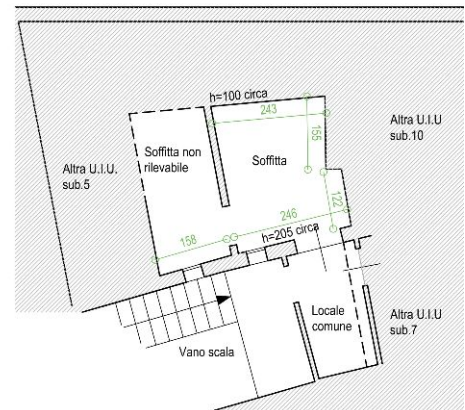 h=100 circa
243
Altra U.I.U
sub.10
155
Soffitta non
rilevabile
Soffitta
Altra U.I.U.
sub.5
122
246
158
h=205 circa
Locale
comune
Altra U.I.U
sub.7
Vano scala